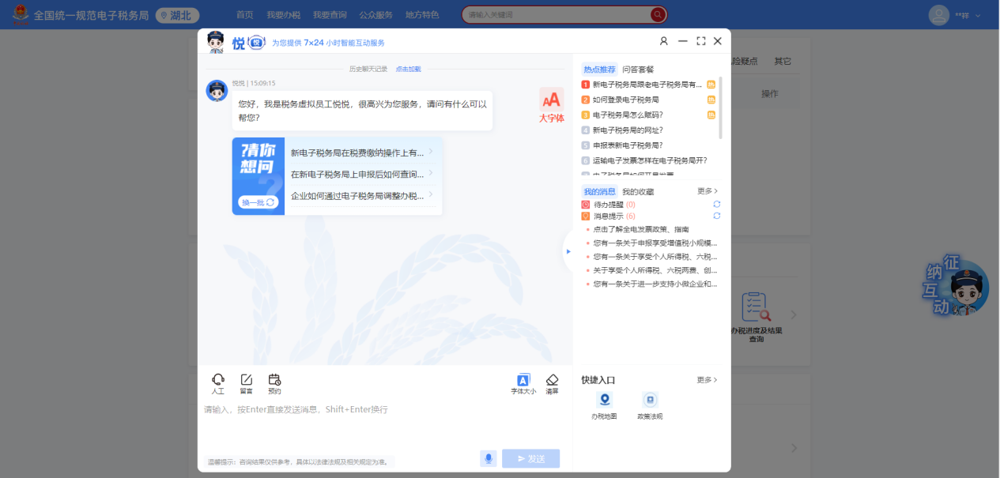 全国统一规范电子税务局
湖北
首页
我要办税
我要查询
公众服务
地方特色
请输入关键词
**祥
悦
悦
为您提供 7×24 小时智能互动服务
历史聊天记录 点击加载
悦悦 | 15:09:15
您好，我是税务虚拟员工悦悦，很高兴为您服务，请问有什么可以
帮您?
AA
大字体
猜你
想问
换一批
新电子税务局在税费缴纳操作上有...
在新电子税务局上申报后如何查询...
企业如何通过电子税务局调整办税...
人工
留言
预约
A
字体大小
清屏
请输入，按Enter直接发送消息，Shift+Enter换行
温馨提示：咨询结果仅供参考，具体以法律法规及相关规定为准。
发送
热点推荐 问答套餐
1 新电子税务局跟老电子税务局有... 热
2 如何登录电子税务局 热
3 电子税务局怎么赋码? 热
4 新电子税务局的网址?
5 申报表新电子税务局?
6 运输电子发票怎样在电子税务局开?
我的消息 我的收藏 更多
待办提醒 (0)
消息提示 (6)
点击了解全电发票政策、指南
您有一条关于申报享受增值税小规模...
您有一条关于享受个人所得税、六税...
关于享受个人所得税、六税两费、创...
您有一条关于进一步支持小微企业和...
快捷入口 更多
办税地图
政策法规
险疑点
其它
操作
办税进度及结果
查询
征
纳
互
动